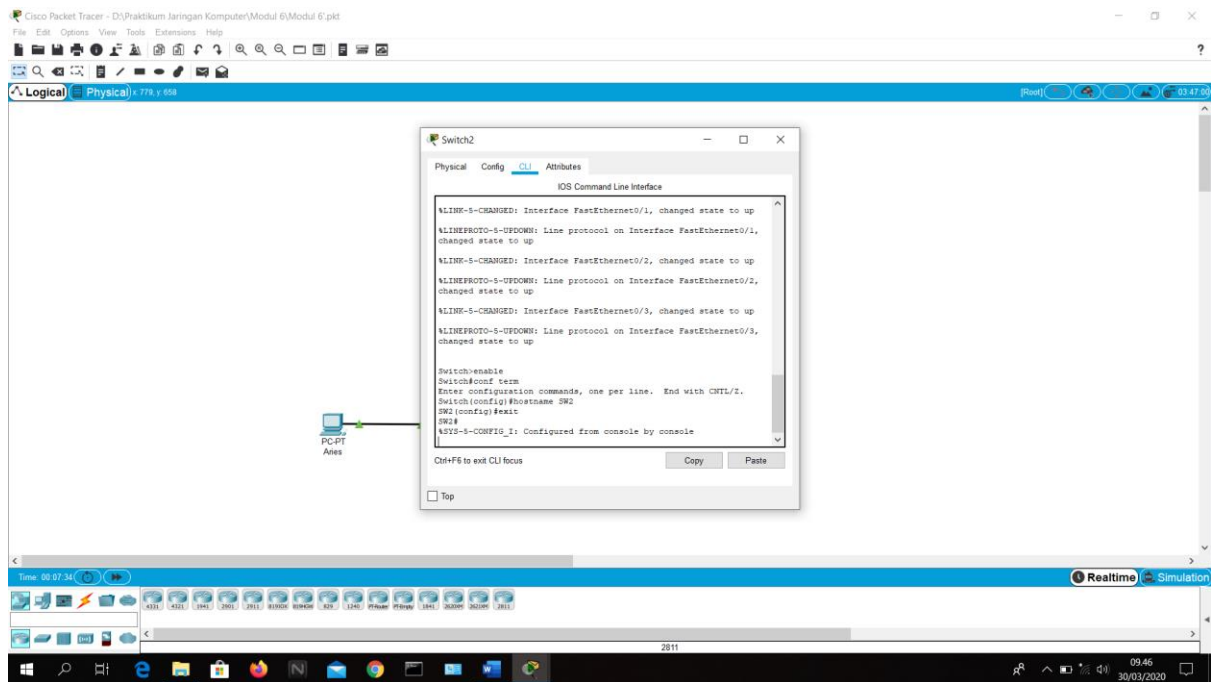 Cisco Packet Tracer - D:\Praktikum Jaringan Komputer\Modul 6\Modul 6'.pkt
File Edit Options View Tools Extensions Help
?
Logical Physical x: 779, y: 658 [Root] 03:47:00
Switch2
Physical Config CLI Attributes
IOS Command Line Interface
%LINK-5-CHANGED: Interface FastEthernet0/1, changed state to up
%LINEPROTO-5-UPDOWN: Line protocol on Interface FastEthernet0/1,
changed state to up
%LINK-5-CHANGED: Interface FastEthernet0/2, changed state to up
%LINEPROTO-5-UPDOWN: Line protocol on Interface FastEthernet0/2,
changed state to up
%LINK-5-CHANGED: Interface FastEthernet0/3, changed state to up
%LINEPROTO-5-UPDOWN: Line protocol on Interface FastEthernet0/3,
changed state to up
Switch>enable
Switch#conf term
Enter configuration commands, one per line. End with CNTL/Z.
Switch(config)#hostname SW2
SW2(config)#exit
SW2#
%SYS-5-CONFIG_I: Configured from console by console
Ctrl+F6 to exit CLI focus Copy Paste
Top
PC-PT
Aries
Time: 00:07:34 Realtime Simulation
4331 4321 1941 2901 2911 819IOX 819HGW 829 1240 PT-Router PT-Empty 1841 2620XM 2621XM 2811
2811
09.46
30/03/2020